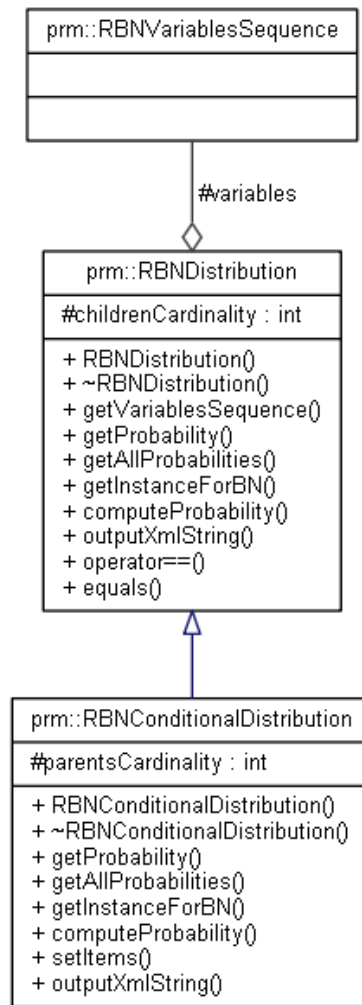 prm::RBNVariablesSequence
#variables
prm::RBNDistribution
#childrenCardinality : int
+ RBNDistribution()
+ ~RBNDistribution()
+ getVariablesSequence()
+ getProbability()
+ getAllProbabilities()
+ getInstanceForBN()
+ computeProbability()
+ outputXmlString()
+ operator==()
+ equals()
prm::RBNConditionalDistribution
#parentsCardinality : int
+ RBNConditionalDistribution()
+ ~RBNConditionalDistribution()
+ getProbability()
+ getAllProbabilities()
+ getInstanceForBN()
+ computeProbability()
+ setItems()
+ outputXmlString()